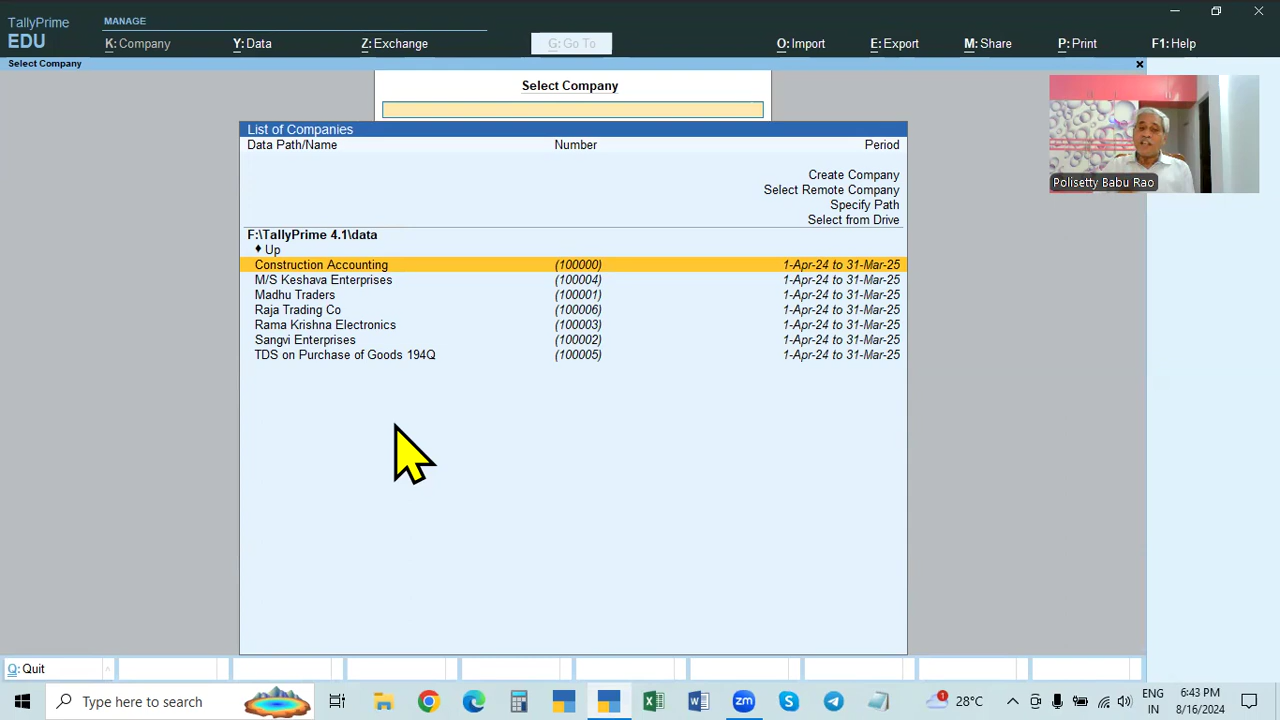 TallyPrime
EDU
MANAGE
K: Company
Y: Data
Z: Exchange
G: Go To
O: Import
E: Export
M: Share
P: Print
F1: Help
Select Company
Select Company
List of Companies
Data Path/Name Number Period
Create Company
Select Remote Company
Specify Path
Select from Drive
F:\TallyPrime 4.1\data
♦ Up
Construction Accounting (100000) 1-Apr-24 to 31-Mar-25
M/S Keshava Enterprises (100004) 1-Apr-24 to 31-Mar-25
Madhu Traders (100001) 1-Apr-24 to 31-Mar-25
Raja Trading Co (100006) 1-Apr-24 to 31-Mar-25
Rama Krishna Electronics (100003) 1-Apr-24 to 31-Mar-25
Sangvi Enterprises (100002) 1-Apr-24 to 31-Mar-25
TDS on Purchase of Goods 194Q (100005) 1-Apr-24 to 31-Mar-25
Polisetty Babu Rao
Q: Quit
Type here to search
1
28°C
ENG
IN
6:43 PM
8/16/2024